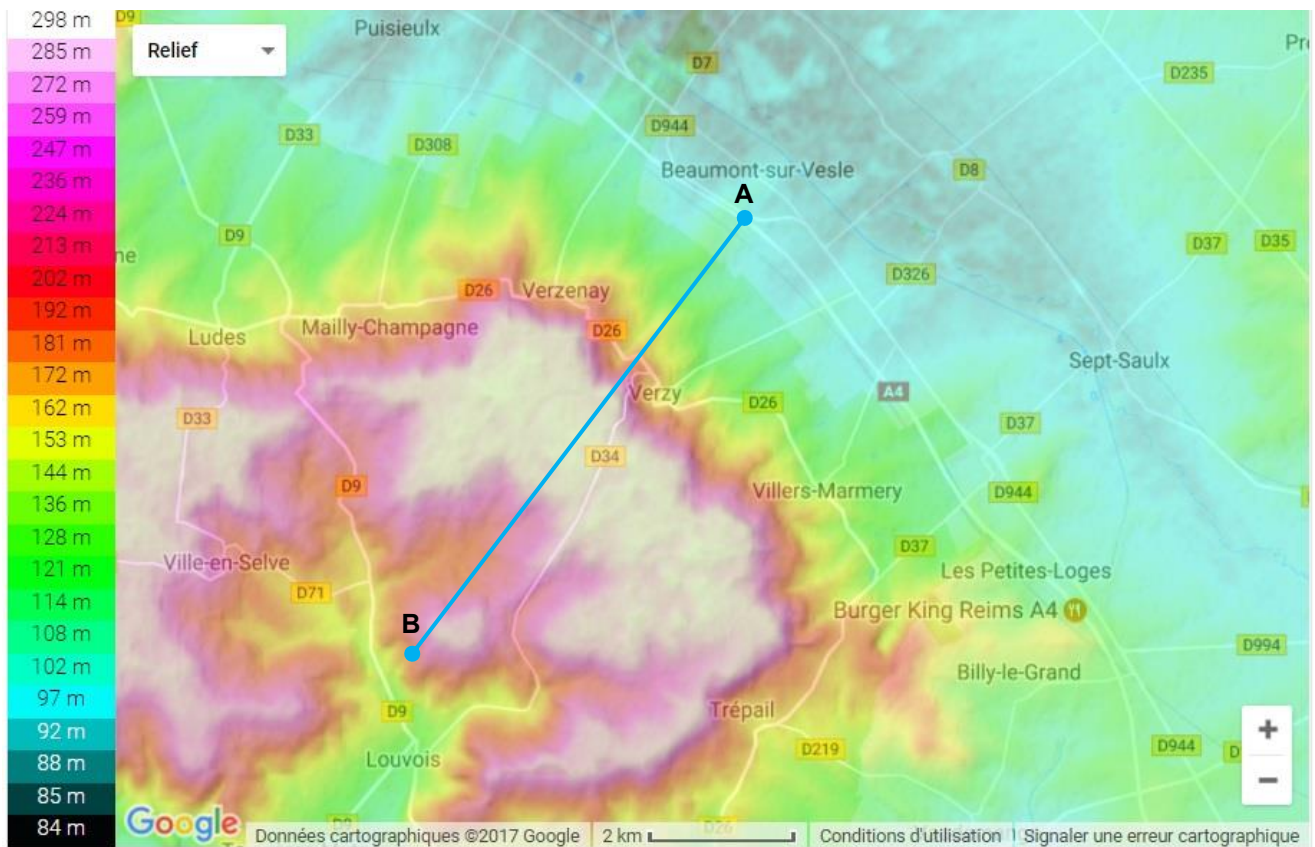 298 m
285 m
272 m
259 m
247 m
236 m
224 m
213 m
202 m
192 m
181 m
172 m
162 m
153 m
144 m
136 m
128 m
121 m
114 m
108 m
102 m
97 m
92 m
88 m
85 m
84 m
D9
Puisieulx
Relief
D7
D235
D33
D308
D944
Beaumont-sur-Vesle
D8
A
D9
D37
D35
ne
D326
D26
Verzenay
Ludes
Mailly-Champagne
D26
Sept-Saulx
Verzy
D26
A4
D33
D37
D34
D9
Villers-Marmery
D944
D37
Ville-en-Selve
Les Petites-Loges
D71
Burger King Reims A4
B
D994
Billy-le-Grand
D9
Trépail
+
Louvois
D219
D944
D
−
Google
D9
D26
Données cartographiques ©2017 Google
2 km
Conditions d'utilisation
Signaler une erreur cartographique